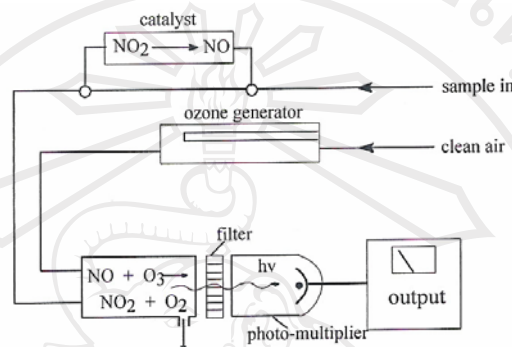 catalyst
NO₂ → NO
sample in
ozone generator
clean air
filter
NO + O₃ →
NO₂ + O₂
hν
output
photo-multiplier